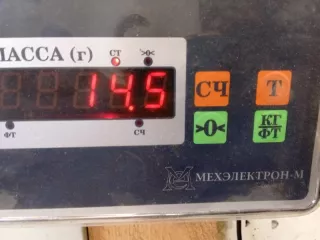 МАССА (г)
СТ >0<
14.5
ФТ СЧ
СЧ Т
>0< КГ
ФТ
МЕХЭЛЕКТРОН-М